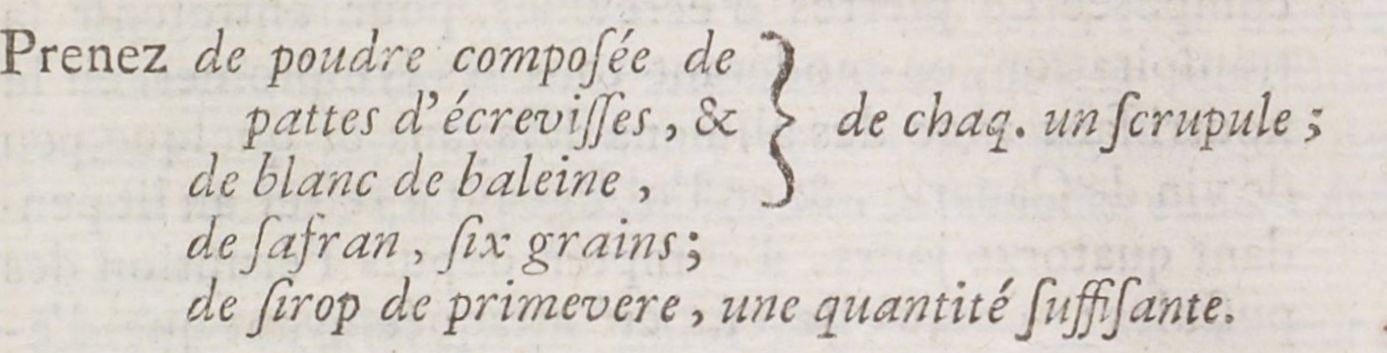 Prenez de poudre compoſée de
pattes d'écreviſſes, & } de chaq. un ſcrupule;
de blanc de baleine,
de ſafran, ſix grains;
de ſirop de primevere, une quantité ſuffiſante.